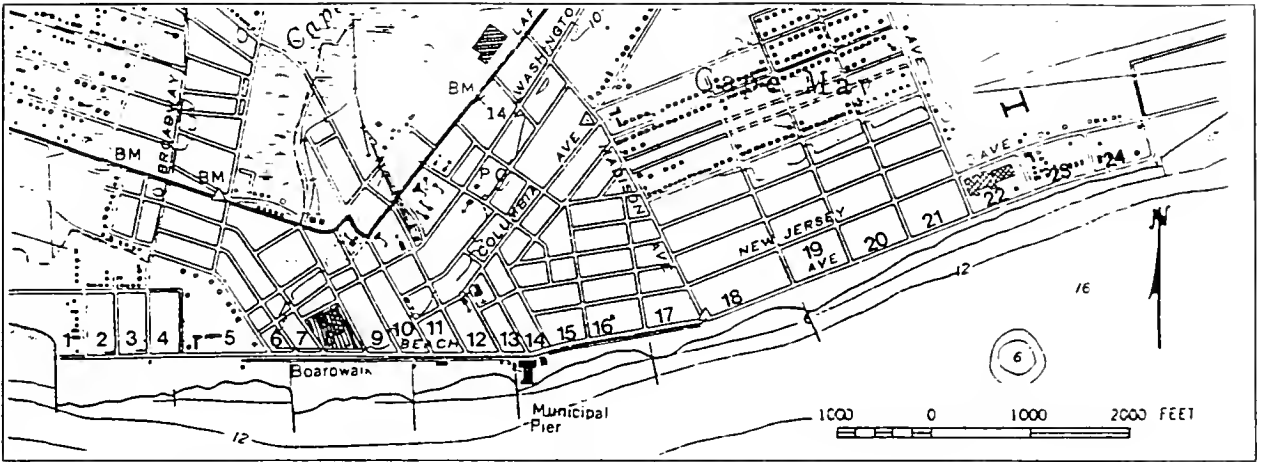 WASHINGTON
BM
BROADWAY
14
AVE
AVE
Cape May
BM
BM
MADISON
AVE
COLUMBIA
AVE
NEW JERSEY
AVE
1 2 3 4 5 6 7 9 10 11 12 13 14 15 16 17 18 19 20 21 22 23 24
BEACH
Boardwalk
Municipal
Pier
12
12
16
6
N
1000 0 1000 2000 FEET